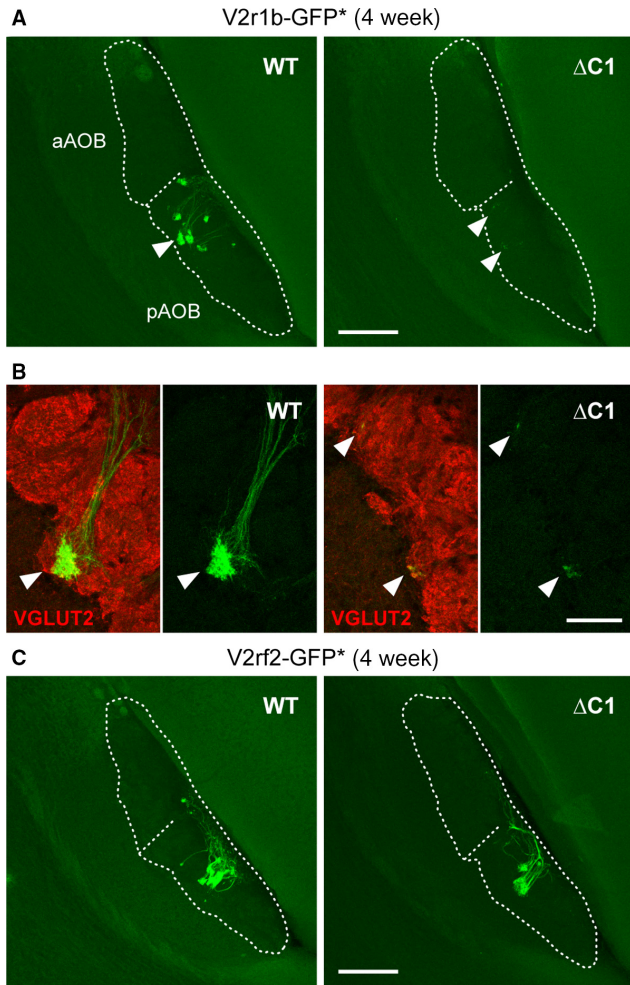 A
V2r1b-GFP* (4 week)
WT
ΔC1
aAOB
pAOB
B
WT
ΔC1
VGLUT2
VGLUT2
C
V2rf2-GFP* (4 week)
WT
ΔC1